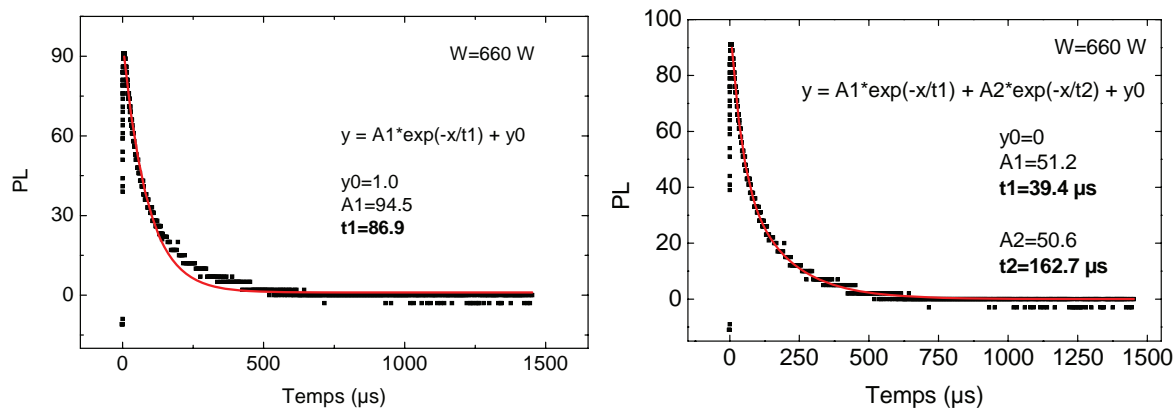 W=660 W
y = A1*exp(-x/t1) + y0
y0=1.0
A1=94.5
t1=86.9
90
60
30
0
PL
0 500 1000 1500
Temps (µs)
W=660 W
y = A1*exp(-x/t1) + A2*exp(-x/t2) + y0
y0=0
A1=51.2
t1=39.4 µs
A2=50.6
t2=162.7 µs
100
80
60
40
20
0
PL
0 250 500 750 1000 1250 1500
Temps (µs)